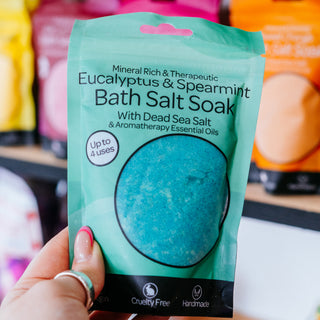 Mineral Rich & Therapeutic
Eucalyptus & Spearmint
Bath Salt Soak
With Dead Sea Salt
& Aromatherapy Essential Oils
Up to
4 uses
Cruelty Free
Handmade
Salt Soak